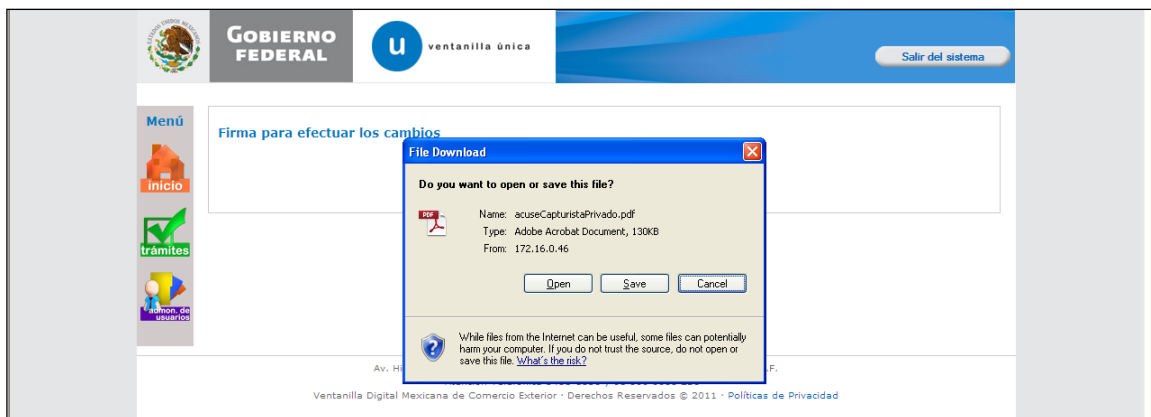 ESTADOS UNIDOS MEXICANOS
GOBIERNO
FEDERAL
u
ventanilla única
Salir del sistema
Menú
inicio
trámites
usuarios
Firma para efectuar los cambios
File Download
Do you want to open or save this file?
PDF
Name: acuseCapturistaPrivado.pdf
Type: Adobe Acrobat Document, 130KB
From: 172.16.0.46
Open Save Cancel
While files from the Internet can be useful, some files can potentially
harm your computer. If you do not trust the source, do not open or
save this file. What's the risk?
Av. .F.
Ventanilla Digital Mexicana de Comercio Exterior · Derechos Reservados © 2011 · Políticas de Privacidad